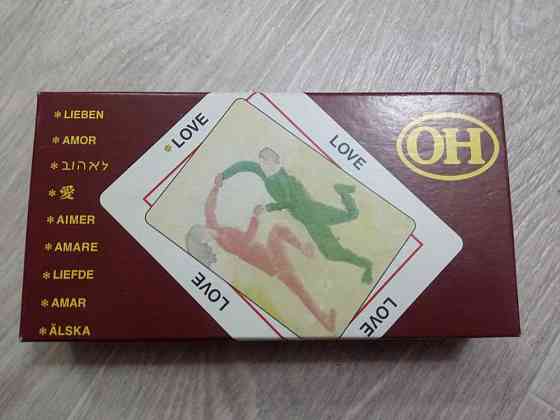 * LIEBEN
* AMOR
לאהוב
* 愛
* AIMER
* AMARE
* LIEFDE
* AMAR
* ÄLSKA
* LOVE
LOVE
LOVE
LOVE
OH